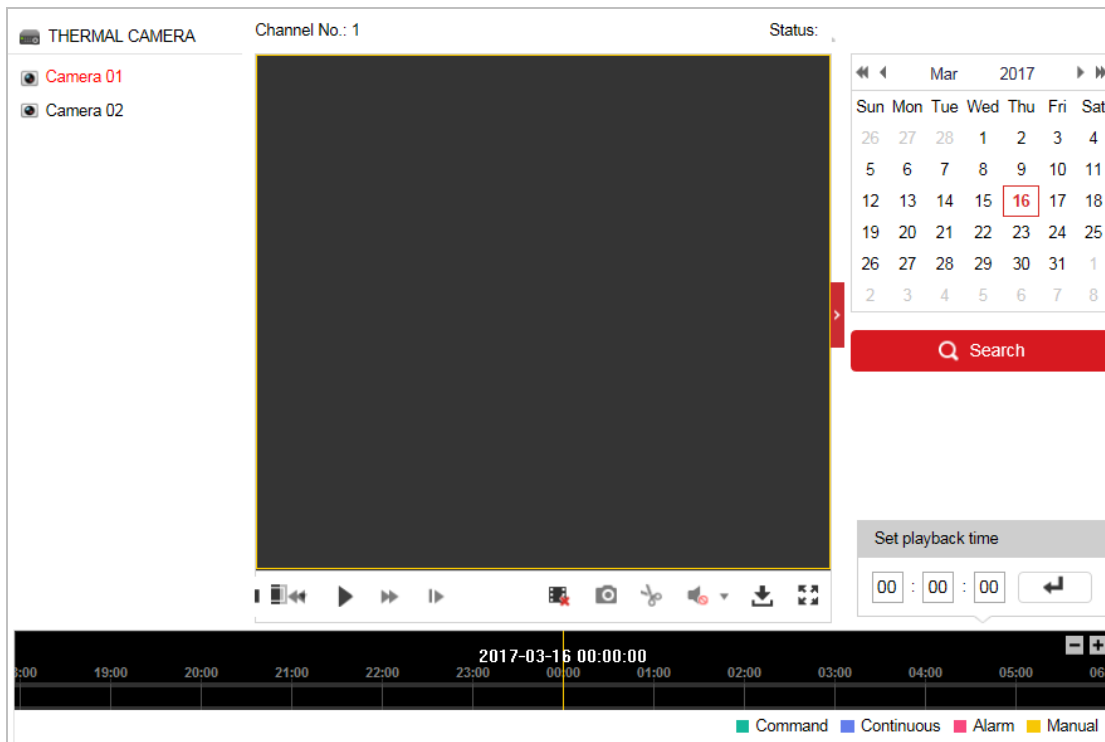 THERMAL CAMERA
Camera 01
Camera 02
Channel No.: 1
Status:
Mar 2017
Sun Mon Tue Wed Thu Fri Sat
26 27 28 1 2 3 4
5 6 7 8 9 10 11
12 13 14 15 16 17 18
19 20 21 22 23 24 25
26 27 28 29 30 31 1
2 3 4 5 6 7 8
Search
Set playback time
00 : 00 : 00
2017-03-16 00:00:00
:00 19:00 20:00 21:00 22:00 23:00 00:00 01:00 02:00 03:00 04:00 05:00 06
Command Continuous Alarm Manual